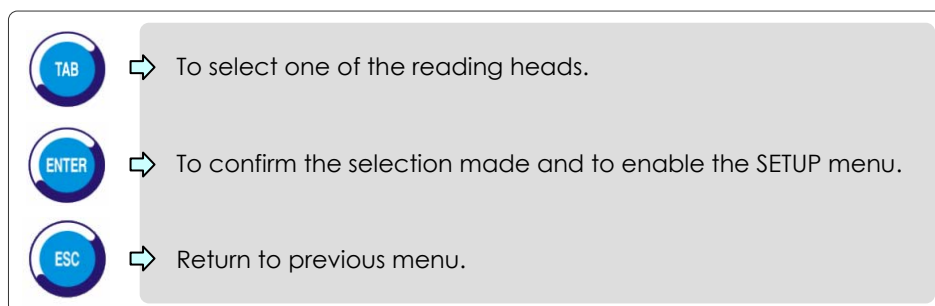 TAB To select one of the reading heads.
ENTER To confirm the selection made and to enable the SETUP menu.
ESC Return to previous menu.